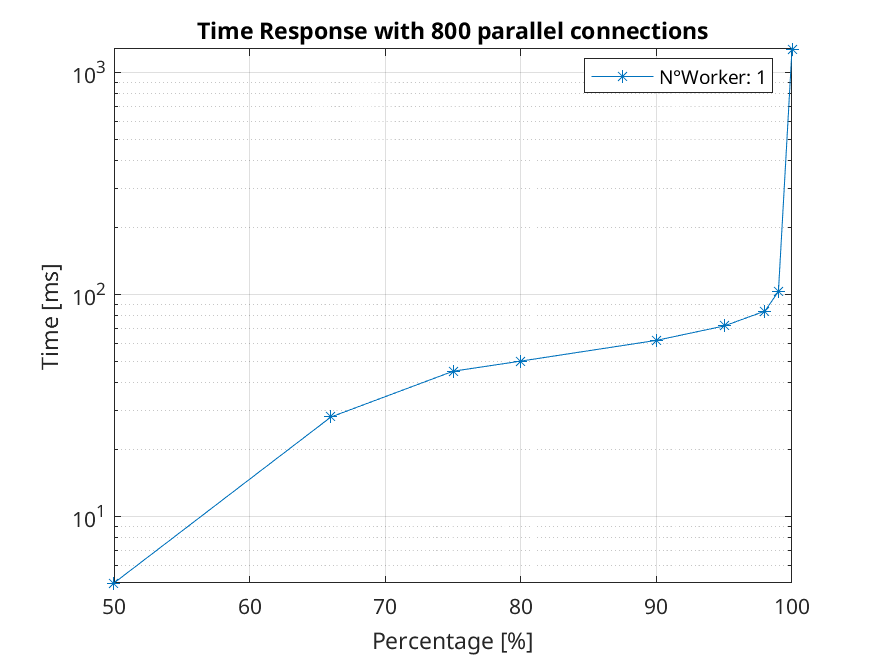 Time Response with 800 parallel connections
N°Worker: 1
10³
10²
10¹
Time [ms]
50 60 70 80 90 100
Percentage [%]